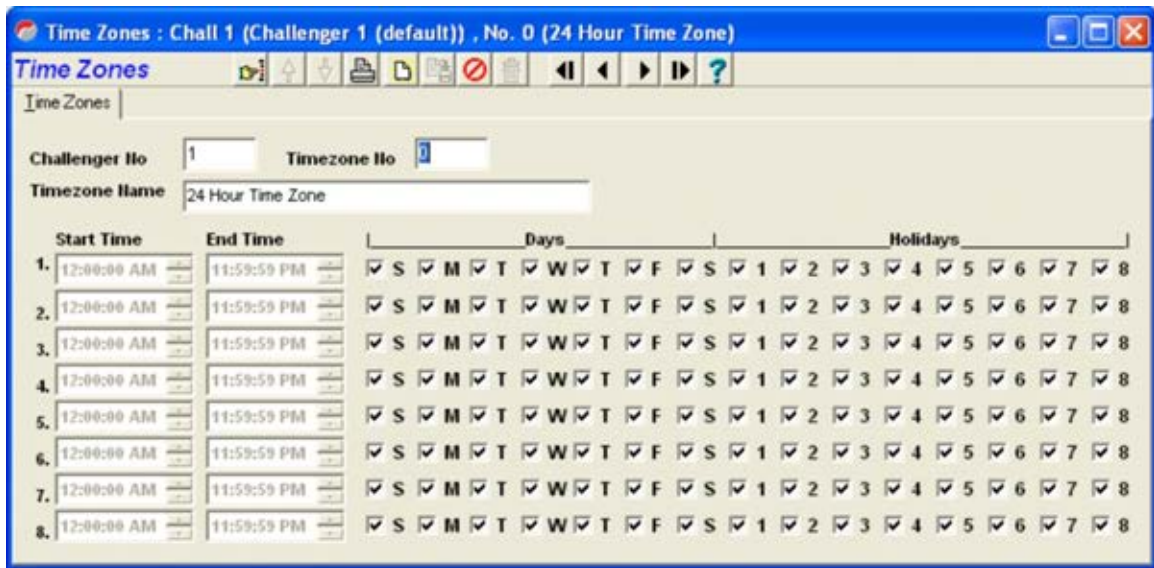 Time Zones : Chall 1 (Challenger 1 (default)) , No. 0 (24 Hour Time Zone)
Time Zones
Time Zones
Challenger No 1 Timezone No 0
Timezone Name 24 Hour Time Zone
Start Time End Time Days Holidays
1. 12:00:00 AM 11:59:59 PM S M T W T F S 1 2 3 4 5 6 7 8
2. 12:00:00 AM 11:59:59 PM S M T W T F S 1 2 3 4 5 6 7 8
3. 12:00:00 AM 11:59:59 PM S M T W T F S 1 2 3 4 5 6 7 8
4. 12:00:00 AM 11:59:59 PM S M T W T F S 1 2 3 4 5 6 7 8
5. 12:00:00 AM 11:59:59 PM S M T W T F S 1 2 3 4 5 6 7 8
6. 12:00:00 AM 11:59:59 PM S M T W T F S 1 2 3 4 5 6 7 8
7. 12:00:00 AM 11:59:59 PM S M T W T F S 1 2 3 4 5 6 7 8
8. 12:00:00 AM 11:59:59 PM S M T W T F S 1 2 3 4 5 6 7 8